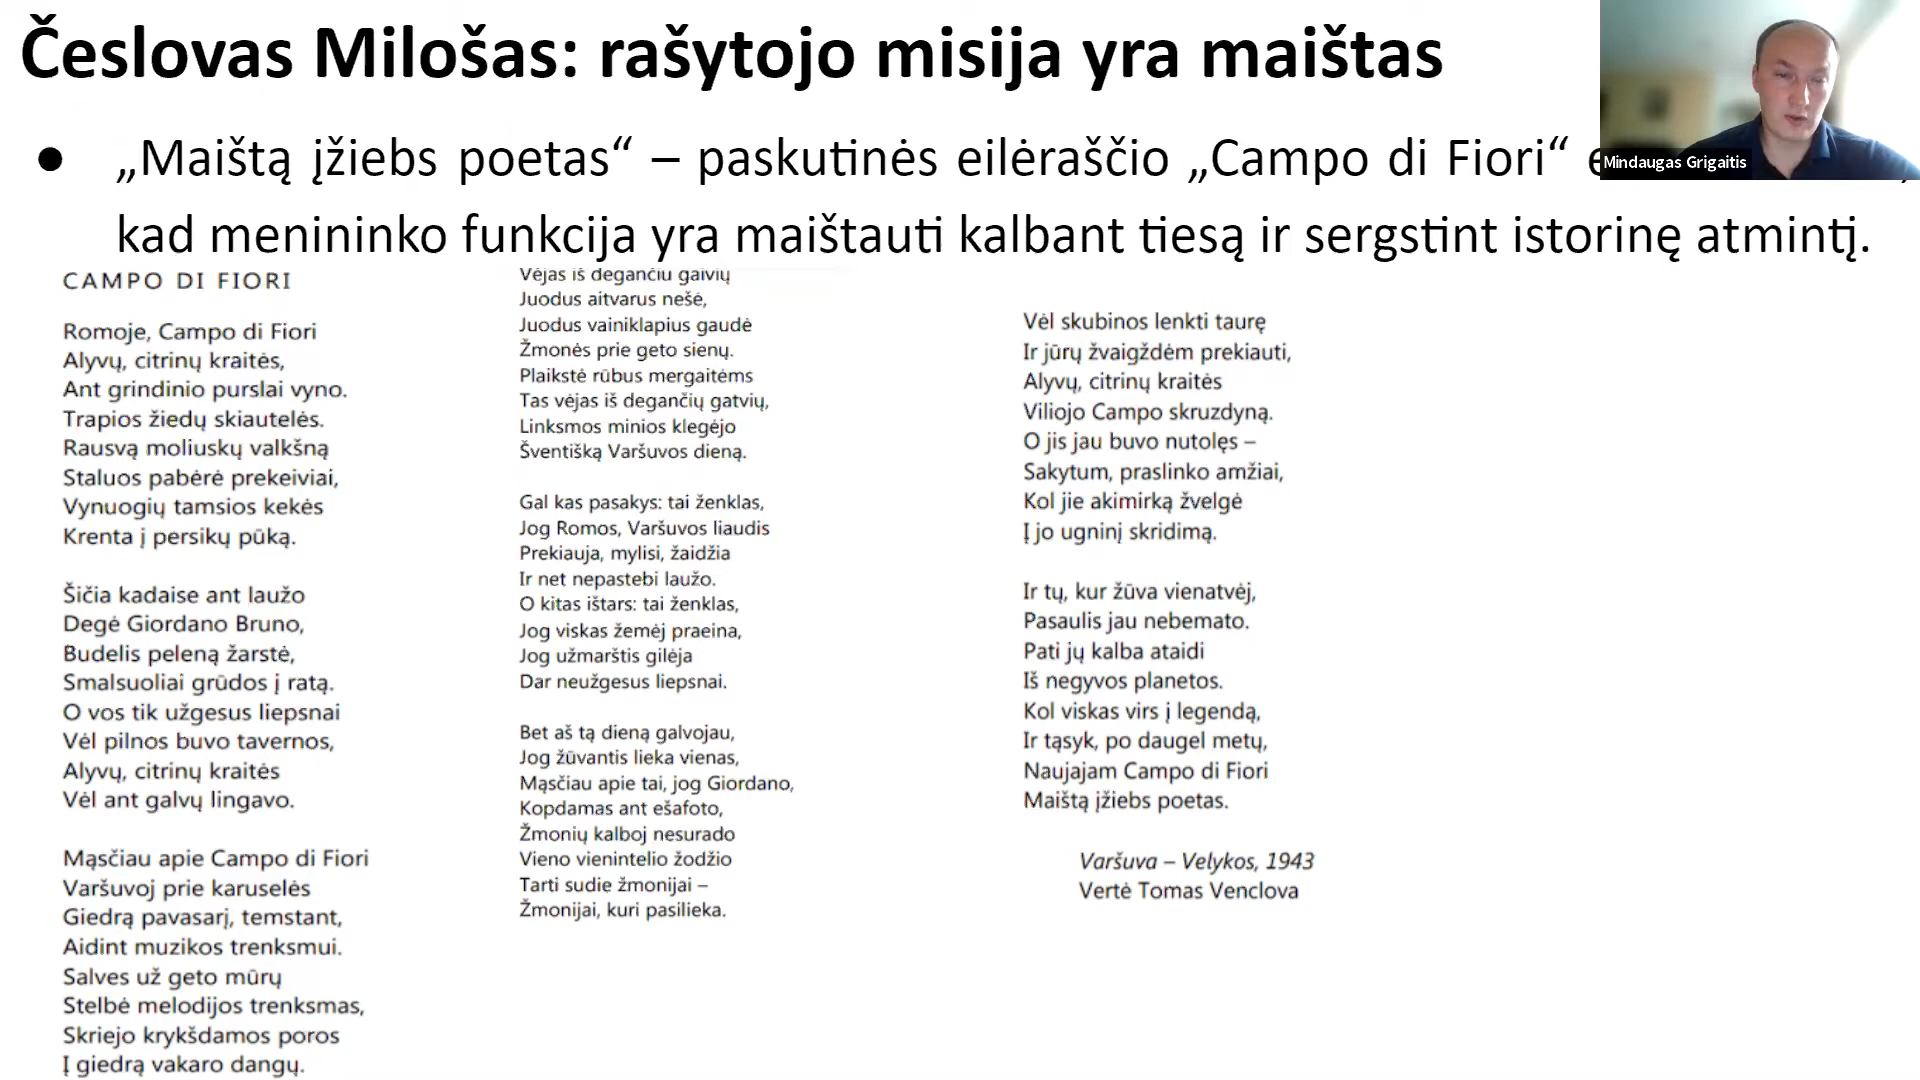 Česlovas Milošas: rašytojo misija yra maištas
● „Maištą įžiebs poetas“ – paskutinės eilėraščio „Campo di Fiori“
kad menininko funkcija yra maištauti kalbant tiesą ir sergstint istorinę atmintį.
Mindaugas Grigaitis
CAMPO DI FIORI
Romoje, Campo di Fiori
Alyvų, citrinų kraitės,
Ant grindinio purslai vyno.
Trapios žiedų skiautelės.
Rausvą moliuskų valkšną
Staluos pabėrė prekeiviai,
Vynuogių tamsios kekės
Krenta į persikų pūką.
Šičia kadaise ant laužo
Degė Giordano Bruno,
Budelis peleną žarstė,
Smalsuoliai grūdos į ratą.
O vos tik užgesus liepsnai
Vėl pilnos buvo tavernos,
Alyvų, citrinų kraitės
Vėl ant galvų lingavo.
Mąsčiau apie Campo di Fiori
Varšuvoj prie karuselės
Giedrą pavasarį, temstant,
Aidint muzikos trenksmui.
Salves už geto mūrų
Stelbė melodijos trenksmas,
Skriejo krykšdamos poros
Į giedrą vakaro dangų.
Vėjas iš degančių gatvių
Juodus aitvarus nešė,
Juodus vainiklapius gaudė
Žmonės prie geto sienų.
Plaikstė rūbus mergaitėms
Tas vėjas iš degančių gatvių,
Linksmos minios klegėjo
Šventišką Varšuvos dieną.
Gal kas pasakys: tai ženklas,
Jog Romos, Varšuvos liaudis
Prekiauja, mylisi, žaidžia
Ir net nepastebi laužo.
O kitas ištars: tai ženklas,
Jog viskas žemėj praeina,
Jog užmarštis gilėja
Dar neužgesus liepsnai.
Bet aš tą dieną galvojau,
Jog žūvantis lieka vienas,
Mąsčiau apie tai, jog Giordano,
Kopdamas ant ešafoto,
Žmonių kalboj nesurado
Vieno vienintelio žodžio
Tarti sudie žmonijai –
Žmonijai, kuri pasilieka.
Vėl skubinos lenkti taurę
Ir jūrų žvaigždėm prekiauti,
Alyvų, citrinų kraitės
Viliojo Campo skruzdyną.
O jis jau buvo nutolęs –
Sakytum, praslinko amžiai,
Kol jie akimirką žvelgė
Į jo ugninį skridimą.
Ir tų, kur žūva vienatvėj,
Pasaulis jau nebemato.
Pati jų kalba ataidi
Iš negyvos planetos.
Kol viskas virs į legendą,
Ir tąsyk, po daugel metų,
Naujajam Campo di Fiori
Maištą įžiebs poetas.
Varšuva – Velykos, 1943
Vertė Tomas Venclova